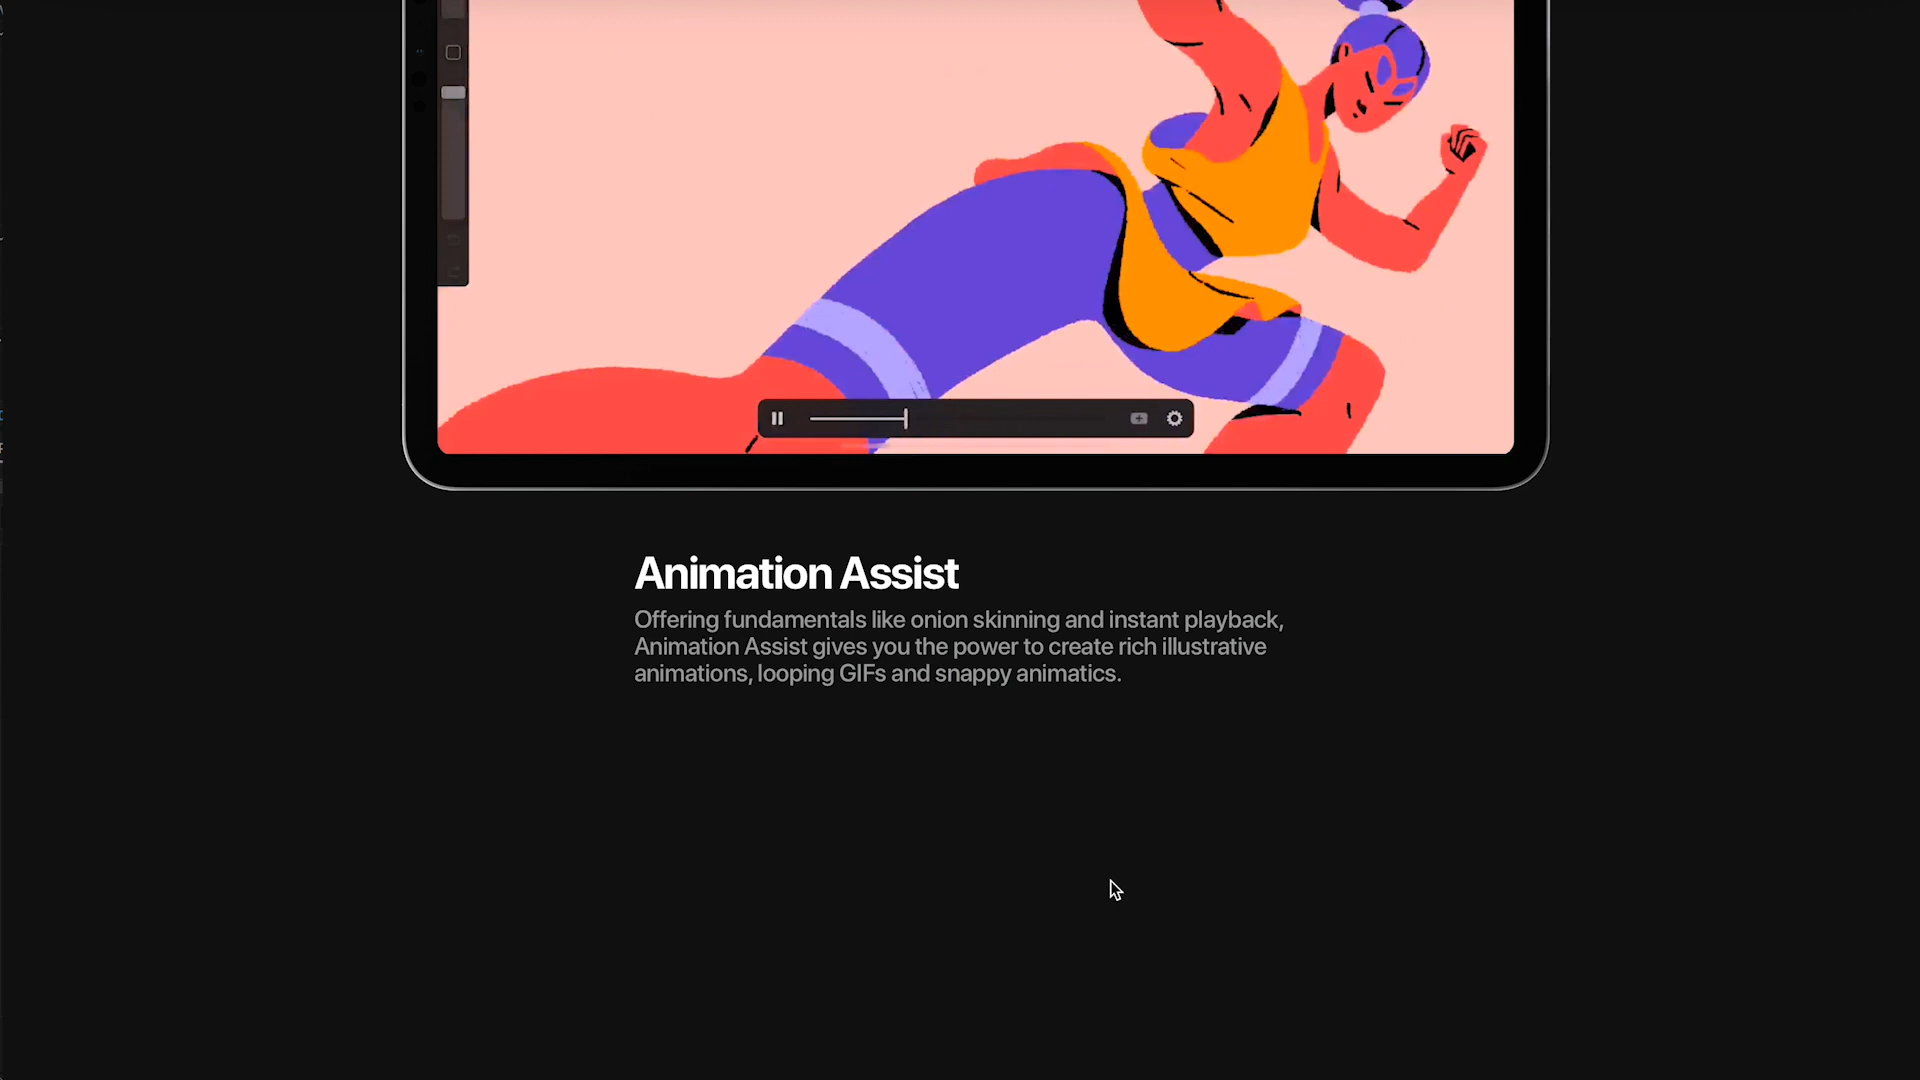 Animation Assist
Offering fundamentals like onion skinning and instant playback,
Animation Assist gives you the power to create rich illustrative
animations, looping GIFs and snappy animatics.